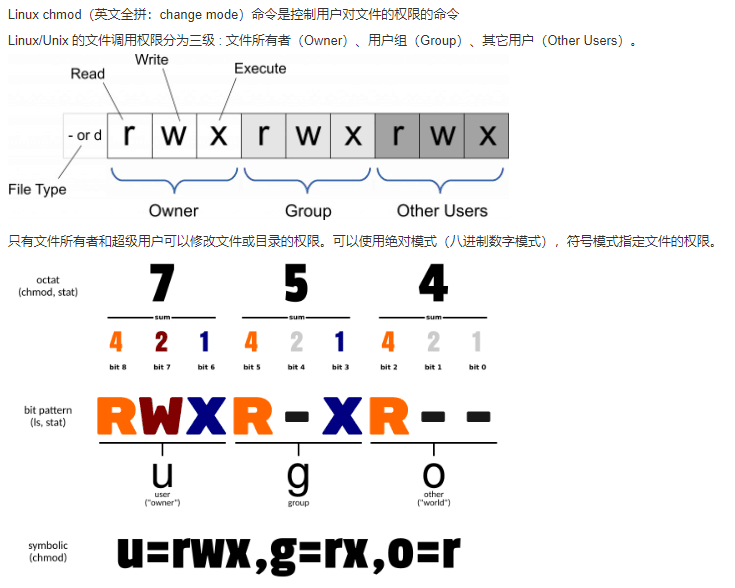 Linux chmod（英文全拼：change mode）命令是控制用户对文件的权限的命令
Linux/Unix 的文件调用权限分为三级 : 文件所有者（Owner）、用户组（Group）、其它用户（Other Users）。
Write
Read
Execute
- or d r w x r w x r w x
File Type
Owner Group Other Users
只有文件所有者和超级用户可以修改文件或目录的权限。可以使用绝对模式（八进制数字模式），符号模式指定文件的权限。
octat
(chmod, stat)
7 5 4
sum sum sum
4 2 1 4 2 1 4 2 1
bit 8 bit 7 bit 6 bit 5 bit 4 bit 3 bit 2 bit 1 bit 0
bit pattern
(ls, stat)
RWXR-XR--
u g o
user group other
("owner") ("world")
symbolic
(chmod)
u=rwx,g=rx,o=r